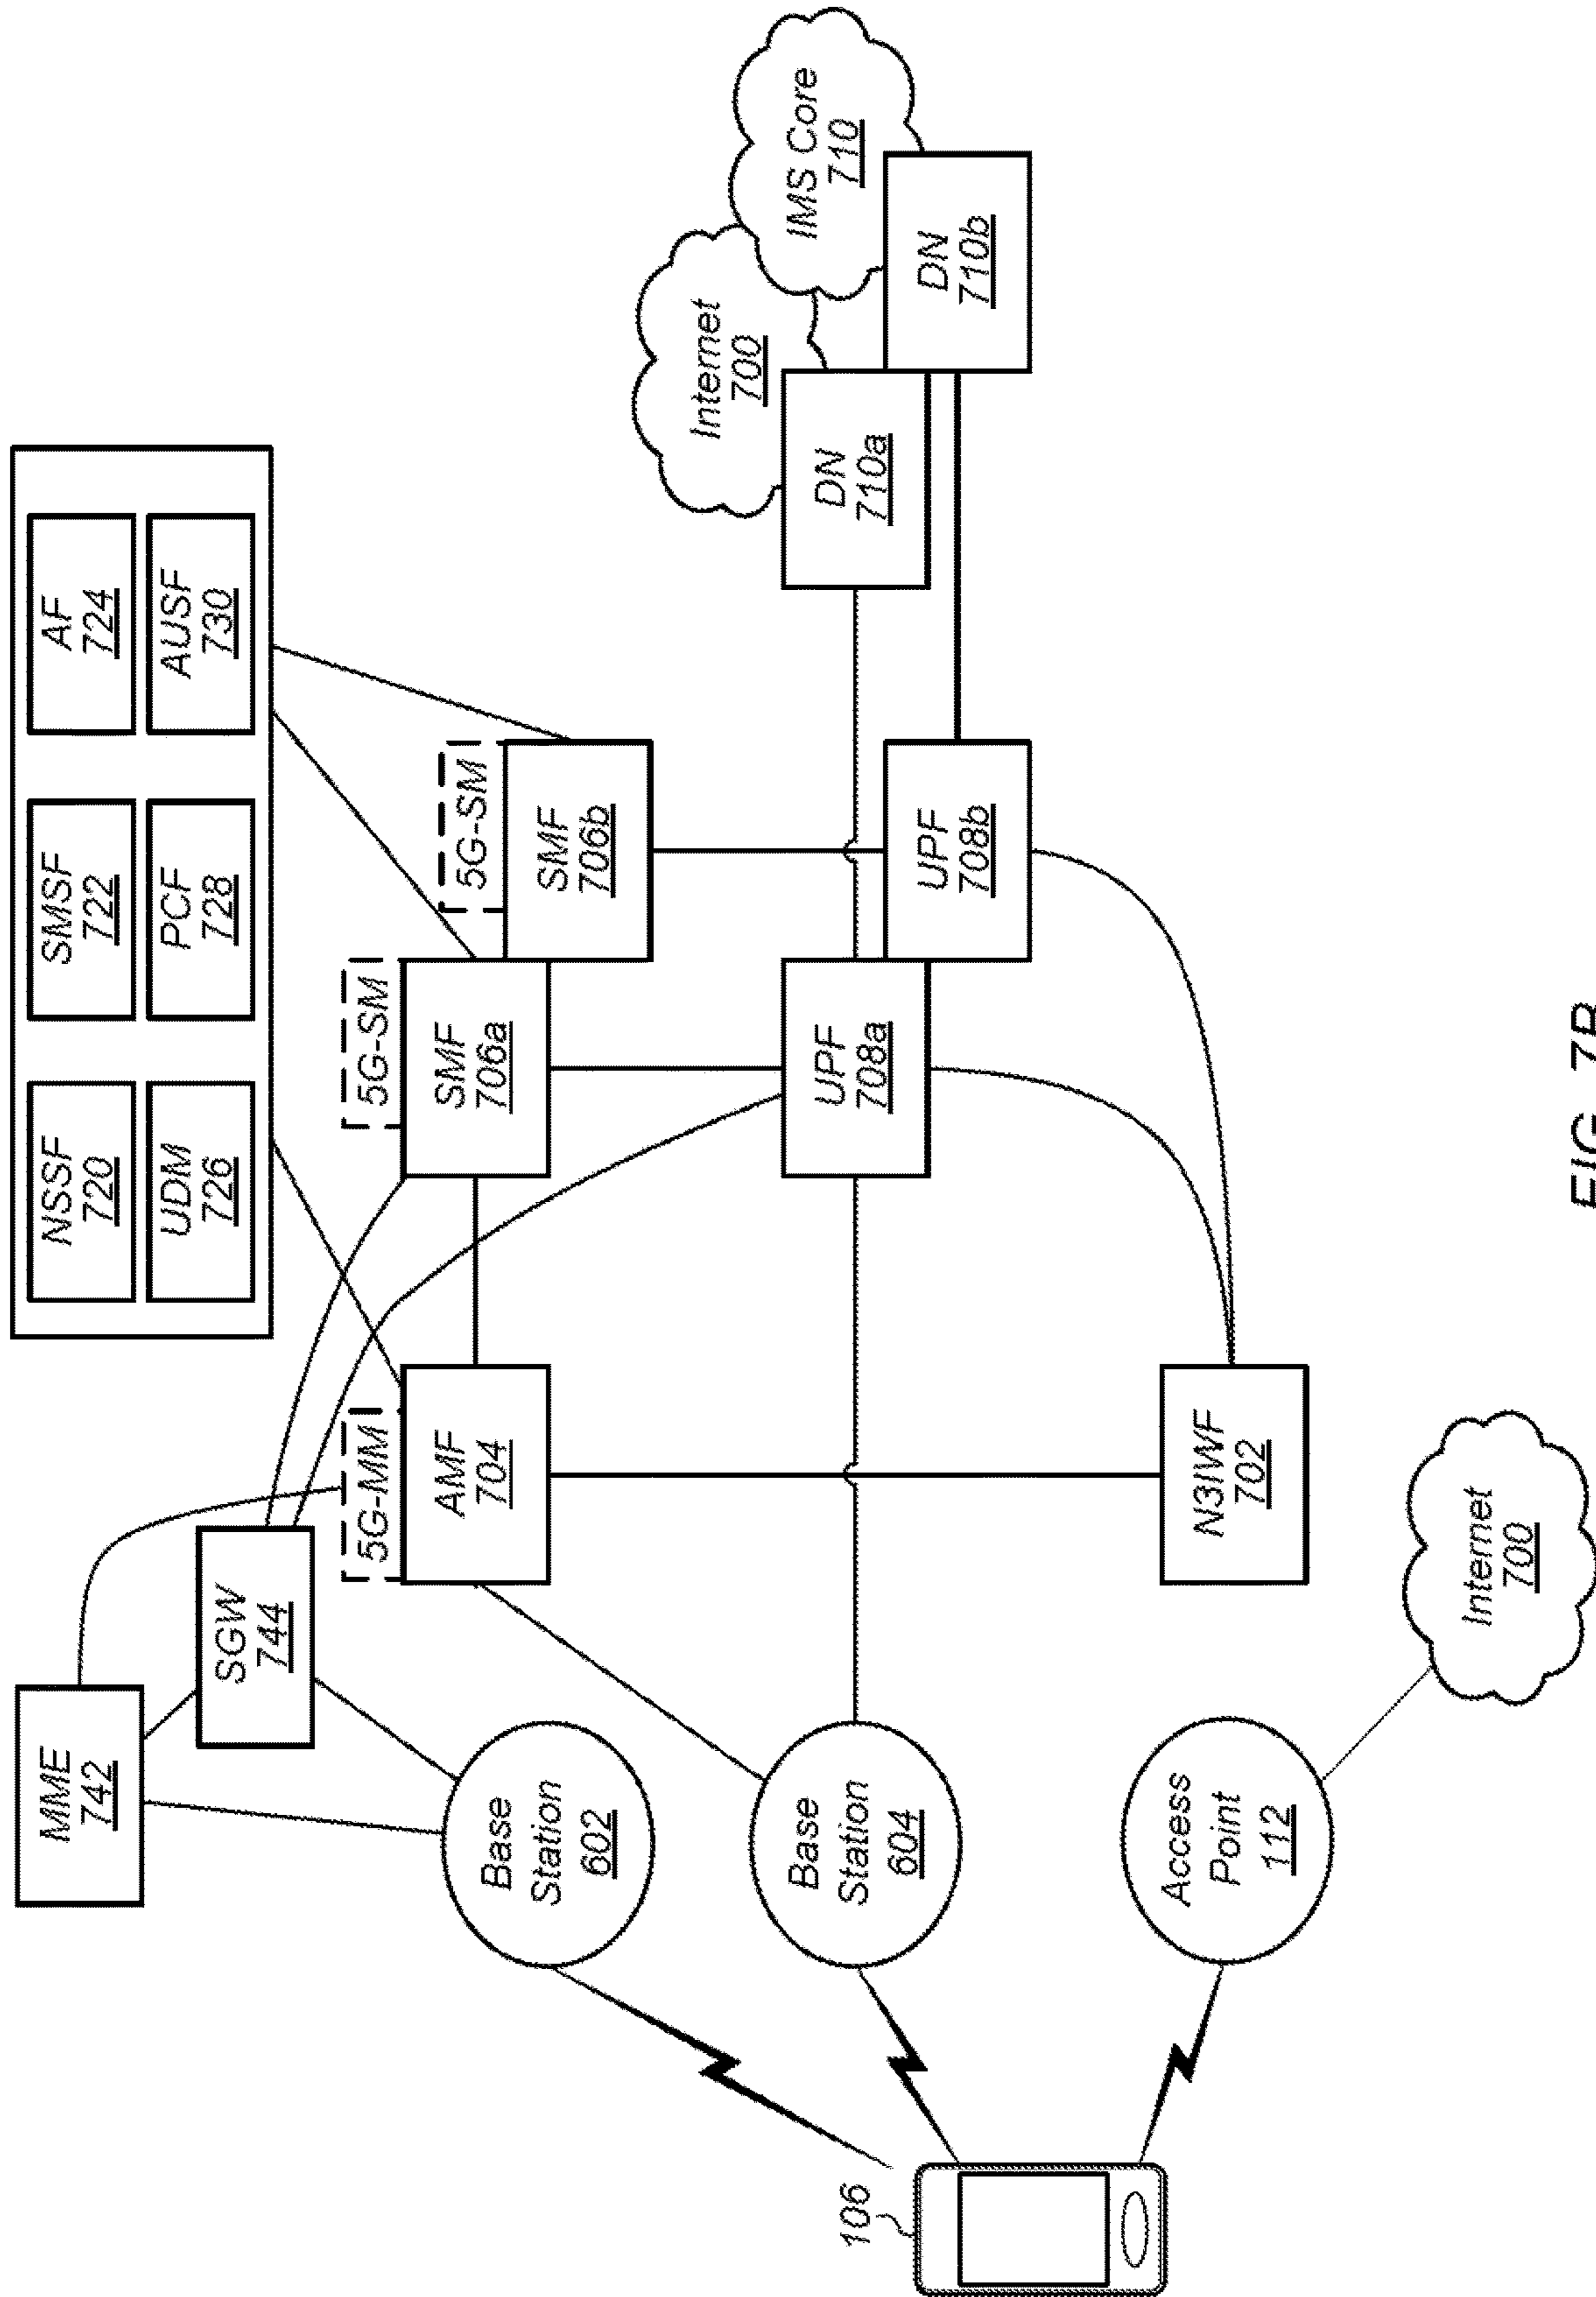 NSSF
720
SMSF
722
AF
724
UDM
726
PCF
728
AUSF
730
MME
742
SGW
744
5G-MM
AMF
704
5G-SM
SMF
706a
5G-SM
SMF
706b
Base
Station
602
Base
Station
604
UPF
708a
UPF
708b
DN
710a
DN
710b
Internet
700
IMS Core
710
106
Access
Point
112
N3IWF
702
Internet
700
FIG. 7B